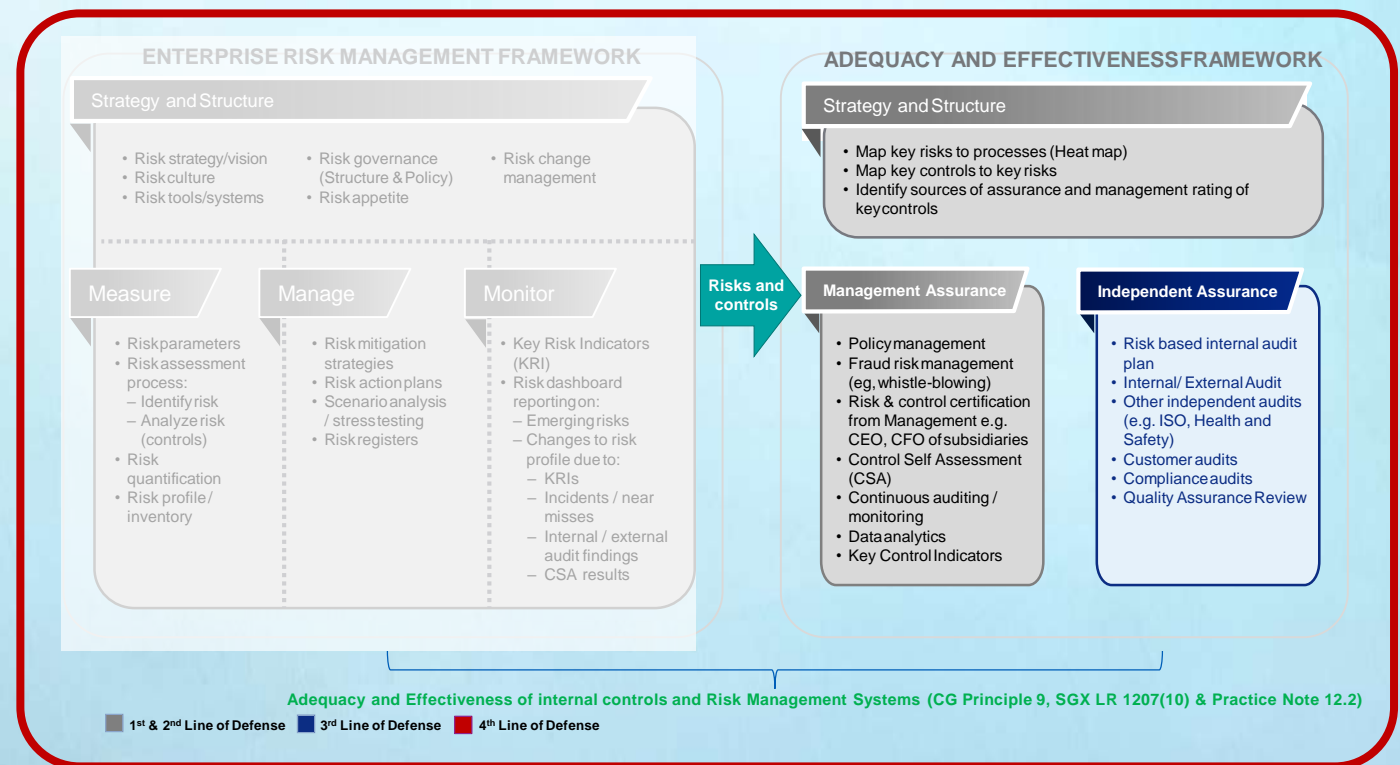 ENTERPRISE RISK MANAGEMENT FRAMEWORK
Strategy and Structure
• Risk strategy/vision
• Risk culture
• Risk tools/systems
• Risk governance
(Structure & Policy)
• Risk appetite
• Risk change
management
Measure
• Risk parameters
• Risk assessment
process:
– Identify risk
– Analyze risk
(controls)
• Risk
quantification
• Risk profile /
inventory
Manage
• Risk mitigation
strategies
• Risk action plans
• Scenario analysis
/ stress testing
• Risk registers
Monitor
• Key Risk Indicators
(KRI)
• Risk dashboard
reporting on:
– Emerging risks
– Changes to risk
profile due to:
– KRIs
– Incidents / near
misses
– Internal / external
audit findings
– CSA results
Risks and
controls
ADEQUACY AND EFFECTIVENESS FRAMEWORK
Strategy and Structure
• Map key risks to processes (Heat map)
• Map key controls to key risks
• Identify sources of assurance and management rating of
key controls
Management Assurance
• Policy management
• Fraud risk management
(eg, whistle-blowing)
• Risk & control certification
from Management e.g.
CEO, CFO of subsidiaries
• Control Self Assessment
(CSA)
• Continuous auditing /
monitoring
• Data analytics
• Key Control Indicators
Independent Assurance
• Risk based internal audit
plan
• Internal/ External Audit
• Other independent audits
(e.g. ISO, Health and
Safety)
• Customer audits
• Compliance audits
• Quality Assurance Review
Adequacy and Effectiveness of internal controls and Risk Management Systems (CG Principle 9, SGX LR 1207(10) & Practice Note 12.2)
1st & 2nd Line of Defense 3rd Line of Defense 4th Line of Defense